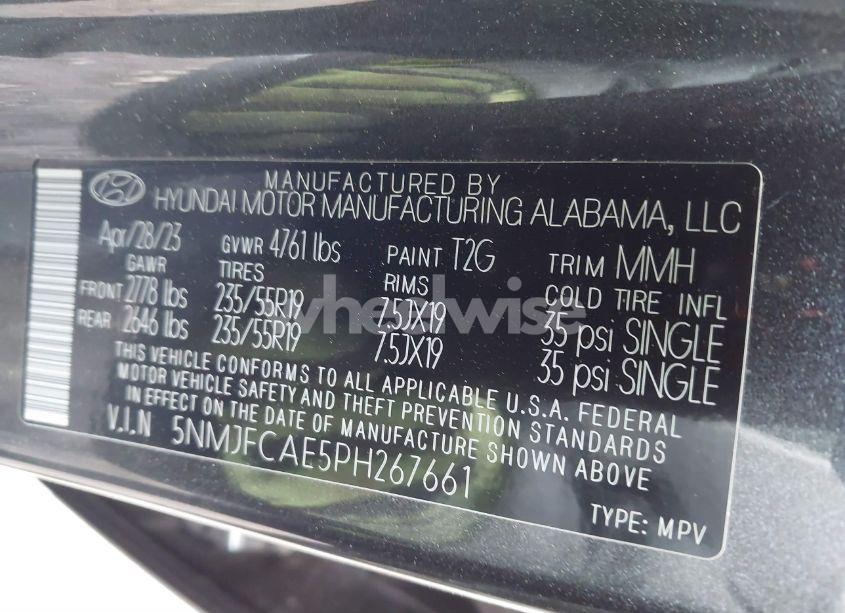 MANUFACTURED BY
HYUNDAI MOTOR MANUFACTURING ALABAMA, LLC
Apr/28/23 GVWR 4761 lbs PAINT T2G TRIM MMH
GAWR TIRES RIMS COLD TIRE INFL
FRONT 2778 lbs 235/55R19 7.5JX19 35 psi SINGLE
REAR 2646 lbs 235/55R19 7.5JX19 35 psi SINGLE
THIS VEHICLE CONFORMS TO ALL APPLICABLE U.S.A. FEDERAL
MOTOR VEHICLE SAFETY AND THEFT PREVENTION STANDARDS
IN EFFECT ON THE DATE OF MANUFACTURE SHOWN ABOVE
V.I.N 5NMJFCAE5PH267661
TYPE: MPV
wheelwise